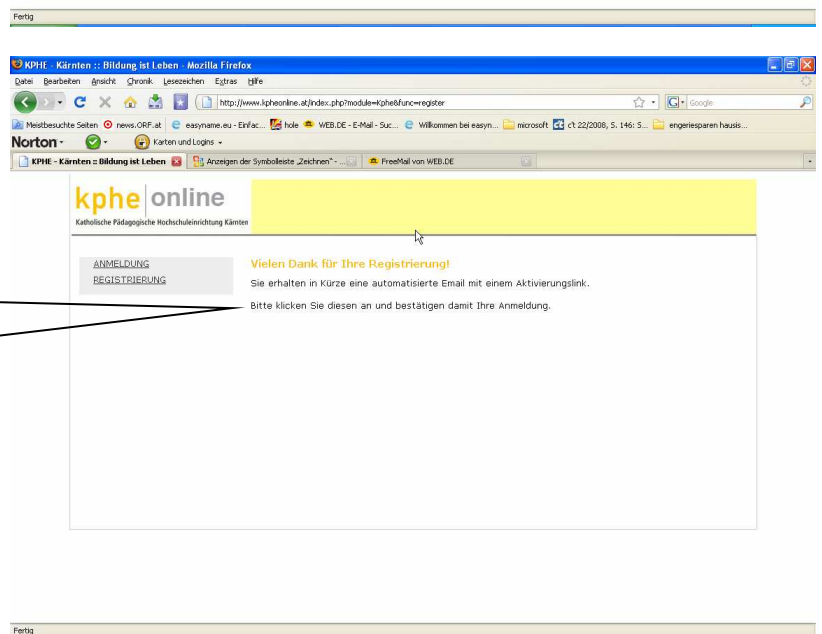 Fertig
KPHE - Kärnten :: Bildung ist Leben - Mozilla Firefox
Datei Bearbeiten Ansicht Chronik Lesezeichen Extras Hilfe
http://www.kpheonline.at/index.php?module=Kphe&func=register
Google
Meistbesuchte Seiten news.ORF.at easyname.eu - Einfac... hole WEB.DE - E-Mail - Suc... Willkommen bei easyn... microsoft c't 22/2008, S. 146: S... engeriesparen hausis...
Norton Karten und Logins
KPHE - Kärnten :: Bildung ist Leben Anzeigen der Symbolleiste „Zeichnen“ - ... FreeMail von WEB.DE
kphe online
Katholische Pädagogische Hochschuleinrichtung Kärnten
ANMELDUNG
REGISTRIERUNG
Vielen Dank für Ihre Registrierung!
Sie erhalten in Kürze eine automatisierte Email mit einem Aktivierungslink.
Bitte klicken Sie diesen an und bestätigen damit Ihre Anmeldung.
Fertig